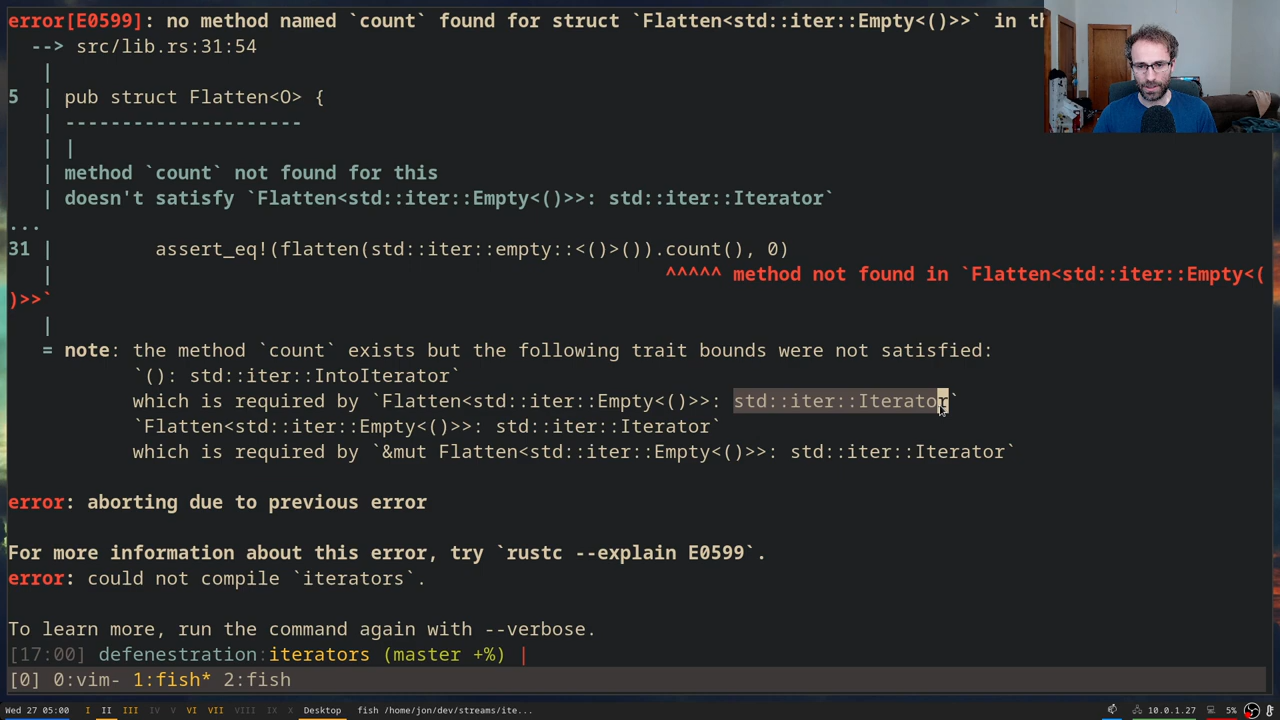 error[E0599]: no method named `count` found for struct `Flatten<std::iter::Empty<()>>` in th
--> src/lib.rs:31:54
|
5 | pub struct Flatten<O> {
| ---------------------
| |
| method `count` not found for this
| doesn't satisfy `Flatten<std::iter::Empty<()>>: std::iter::Iterator`
...
31 | assert_eq!(flatten(std::iter::empty::<()>()).count(), 0)
| ^^^^^ method not found in `Flatten<std::iter::Empty<(
)>>`
|
= note: the method `count` exists but the following trait bounds were not satisfied:
`(): std::iter::IntoIterator`
which is required by `Flatten<std::iter::Empty<()>>: std::iter::Iterator`
`Flatten<std::iter::Empty<()>>: std::iter::Iterator`
which is required by `&mut Flatten<std::iter::Empty<()>>: std::iter::Iterator`
error: aborting due to previous error
For more information about this error, try `rustc --explain E0599`.
error: could not compile `iterators`.
To learn more, run the command again with --verbose.
[17:00] defenestration:iterators (master +%) |
[0] 0:vim- 1:fish* 2:fish
Wed 27 05:00 I II III IV V VI VII VIII IX X Desktop fish /home/jon/dev/streams/ite... 10.0.1.27 5%